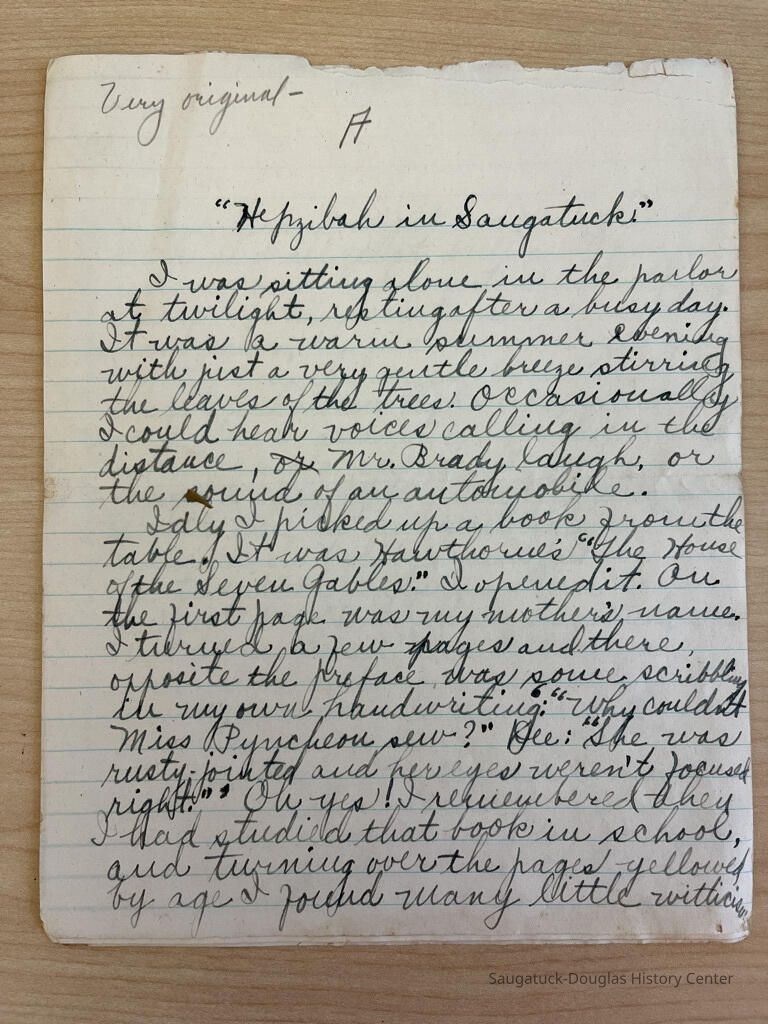 Very original-
A
"Hepzibah in Saugatuck."
I was sitting alone in the parlor
at twilight, resting after a busy day.
It was a warm summer evening
with just a very gentle breeze stirring
the leaves of the trees. Occasionally
I could hear voices calling in the
distance, or Mr. Brady laugh, or
the sound of an automobile.
Idly I picked up a book from the
table. It was Hawthorne's "The House
of the Seven Gables." I opened it. On
the first page was my mother's name.
I turned a few pages and there,
opposite the preface was some scribbling
in my own handwriting: "Why couldn't
Miss Pyncheon sew?" Dee: "She was
rusty-jointed and her eyes weren't focused
right." Oh yes! I remembered they
I had studied that book in school,
and turning over the pages yellowed
by age I found many little witticism
Saugatuck-Douglas History Center